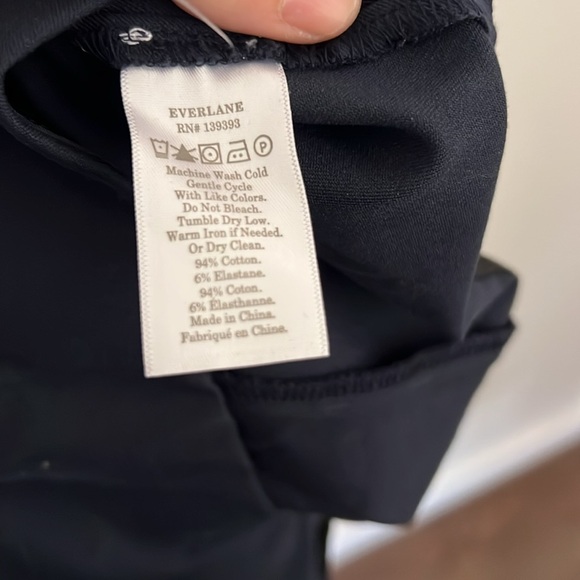 EVERLANE
RN# 139393
P
Machine Wash Cold
Gentle Cycle
With Like Colors.
Do Not Bleach.
Tumble Dry Low.
Warm Iron if Needed.
Or Dry Clean.
94% Cotton.
6% Elastane.
94% Coton.
6% Élasthanne.
Made in China.
Fabriqué en China.